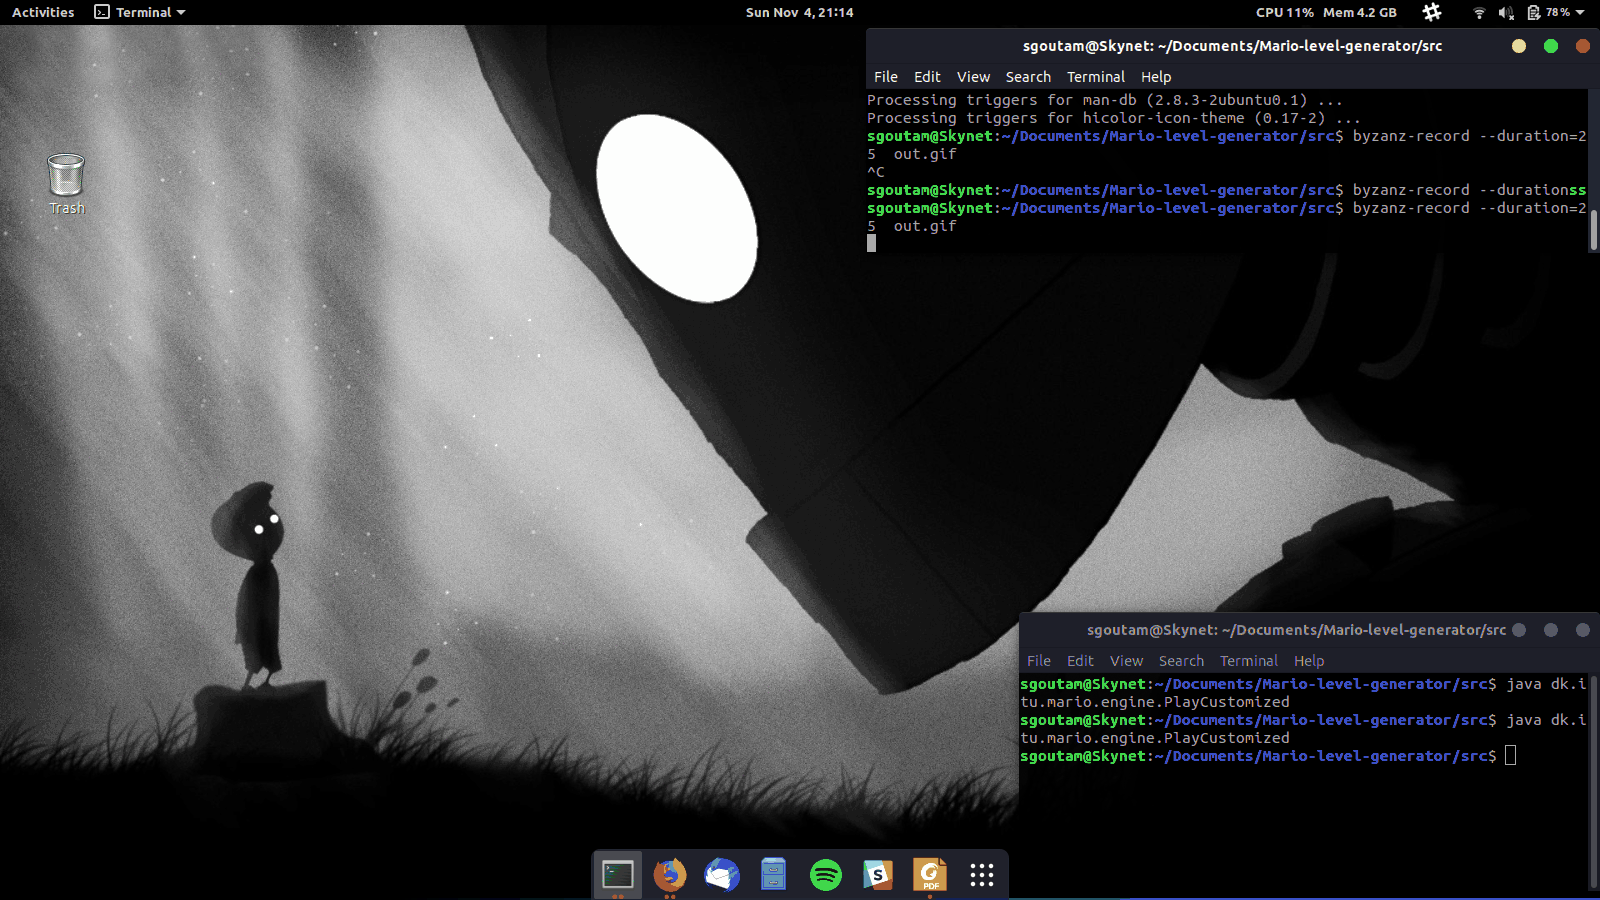 Activities Terminal Sun Nov 4, 21:14 CPU 11% Mem 4.2 GB 78%
Trash
sgoutam@Skynet: ~/Documents/Mario-level-generator/src
File Edit View Search Terminal Help
Processing triggers for man-db (2.8.3-2ubuntu0.1) ...
Processing triggers for hicolor-icon-theme (0.17-2) ...
sgoutam@Skynet:~/Documents/Mario-level-generator/src$ byzanz-record --duration=2
5  out.gif
^C
sgoutam@Skynet:~/Documents/Mario-level-generator/src$ byzanz-record --durationss
sgoutam@Skynet:~/Documents/Mario-level-generator/src$ byzanz-record --duration=2
5  out.gif
sgoutam@Skynet: ~/Documents/Mario-level-generator/src
File Edit View Search Terminal Help
sgoutam@Skynet:~/Documents/Mario-level-generator/src$ java dk.i
tu.mario.engine.PlayCustomized
sgoutam@Skynet:~/Documents/Mario-level-generator/src$ java dk.i
tu.mario.engine.PlayCustomized
sgoutam@Skynet:~/Documents/Mario-level-generator/src$
S
PDF